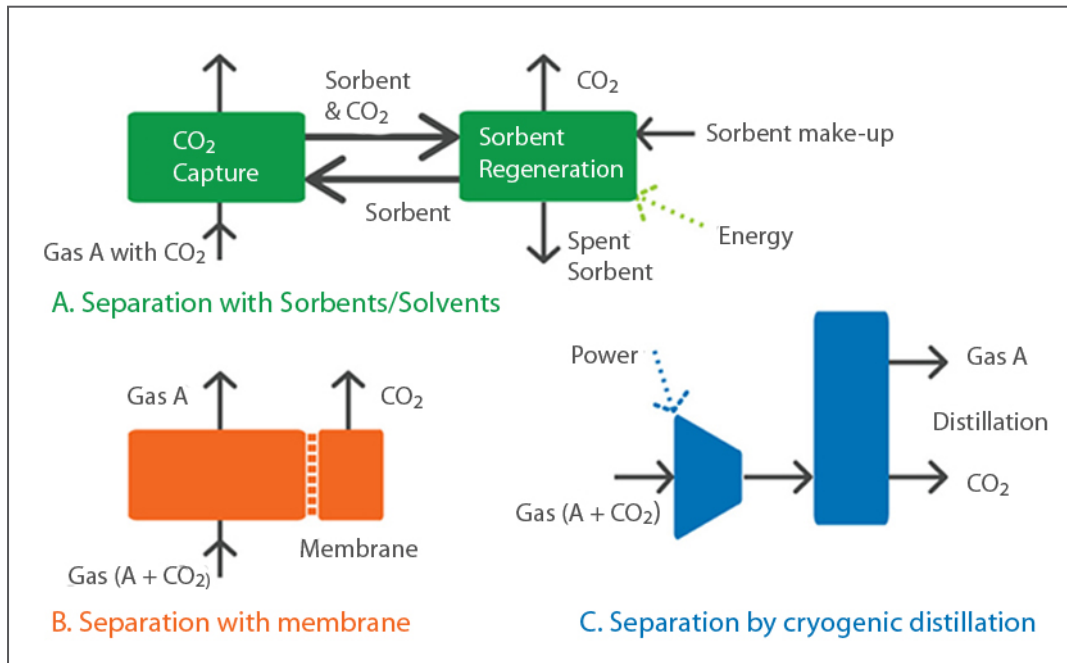 CO₂
Capture
Sorbent
& CO₂
Sorbent
CO₂
Sorbent
Regeneration
Sorbent make-up
Energy
Spent
Sorbent
Gas A with CO₂
A. Separation with Sorbents/Solvents
Gas A
CO₂
Membrane
Gas (A + CO₂)
B. Separation with membrane
Power
Gas (A + CO₂)
Gas A
Distillation
CO₂
C. Separation by cryogenic distillation